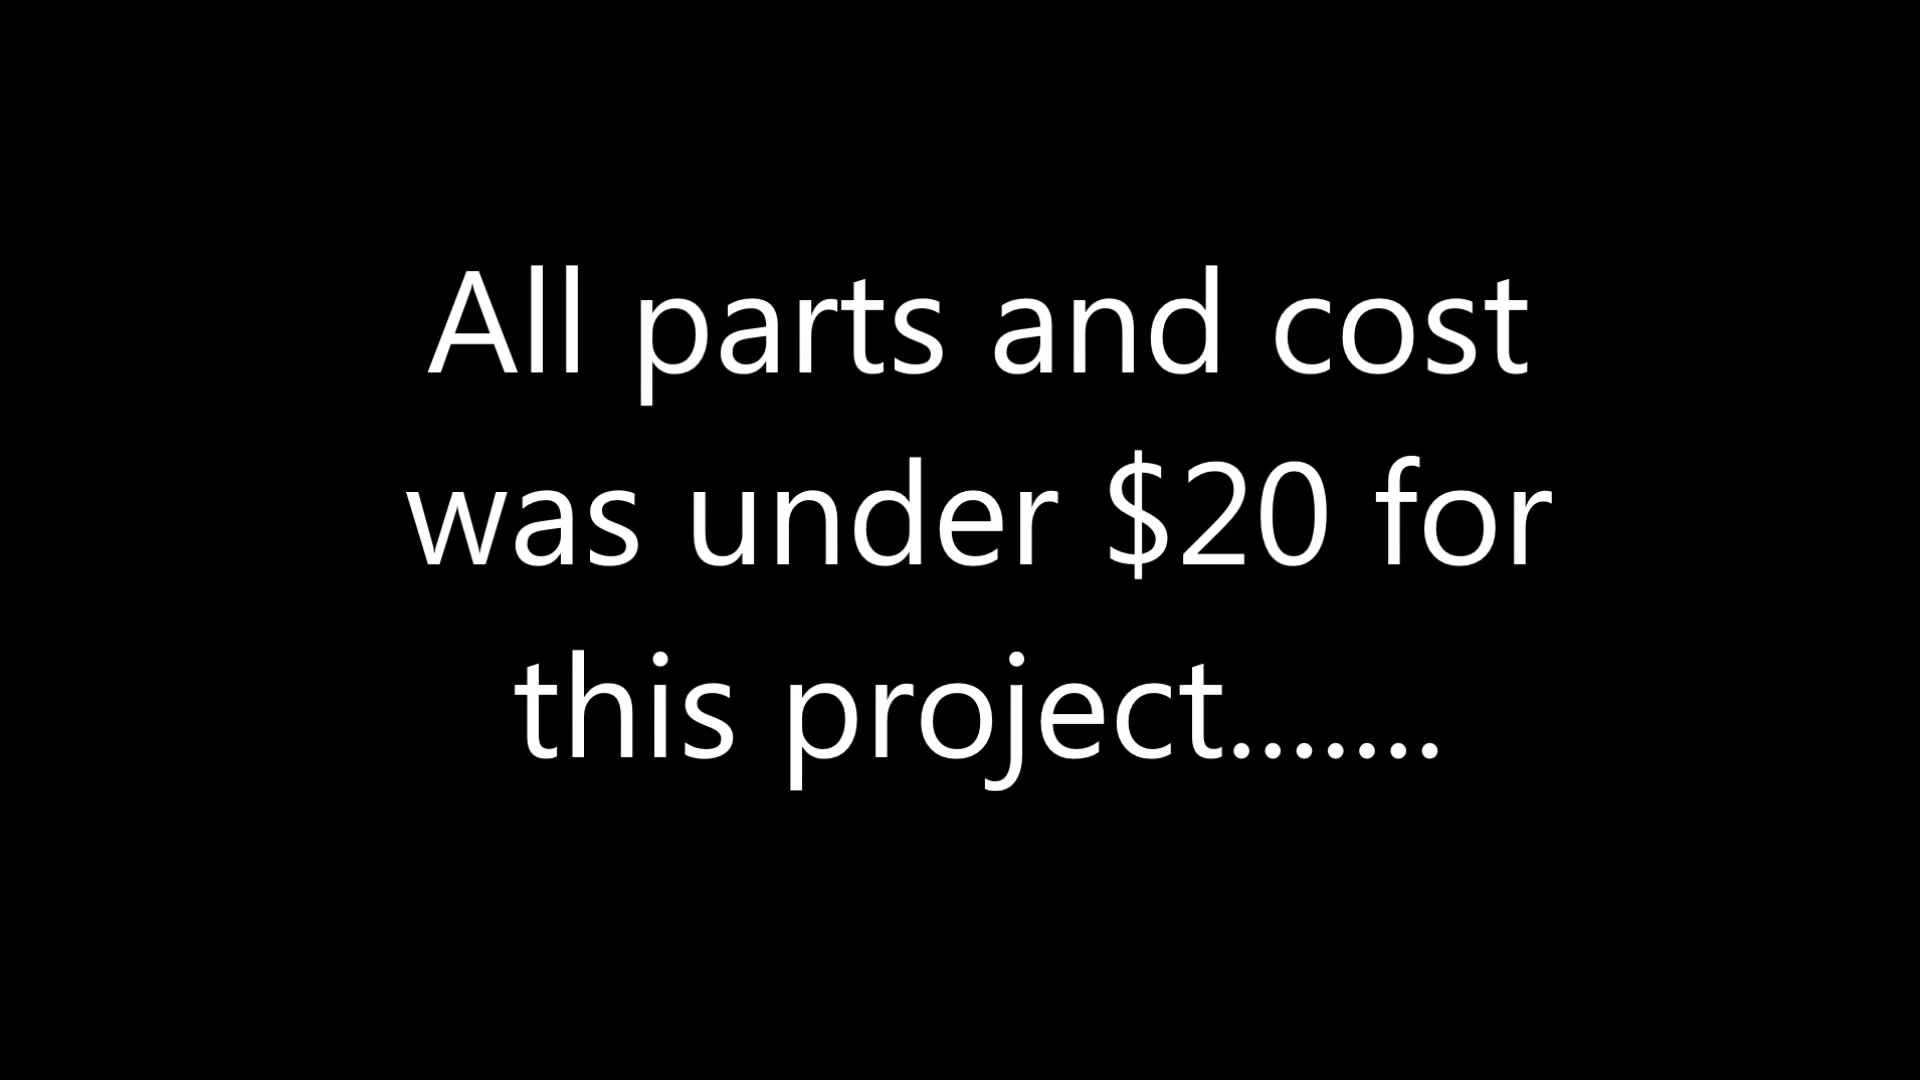 All parts and cost
was under $20 for
this project.......